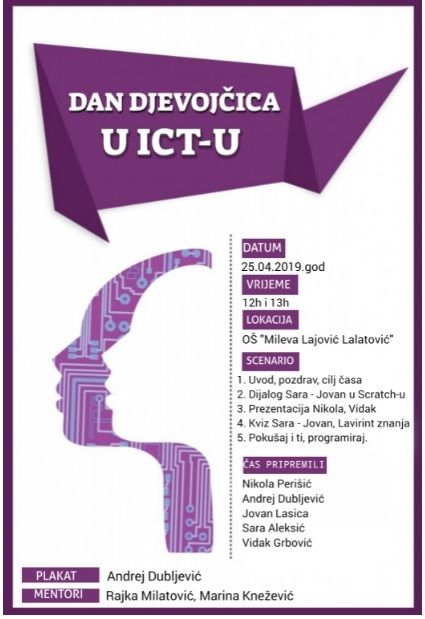 DAN DJEVOJČICA
U ICT-U
DATUM
25.04.2019.god
VRIJEME
12h i 13h
LOKACIJA
OŠ "Mileva Lajović Lalatović"
SCENARIO
1. Uvod, pozdrav, cilj časa
2. Dijalog Sara - Jovan u Scratch-u
3. Prezentacija Nikola, Vidak
4. Kviz Sara - Jovan, Lavirint znanja
5. Pokušaj i ti, programiraj.
ČAS PRIPREMILI
Nikola Perišić
Andrej Dubljević
Jovan Lasica
Sara Aleksić
Vidak Grbović
PLAKAT Andrej Dubljević
MENTORI Rajka Milatović, Marina Knežević